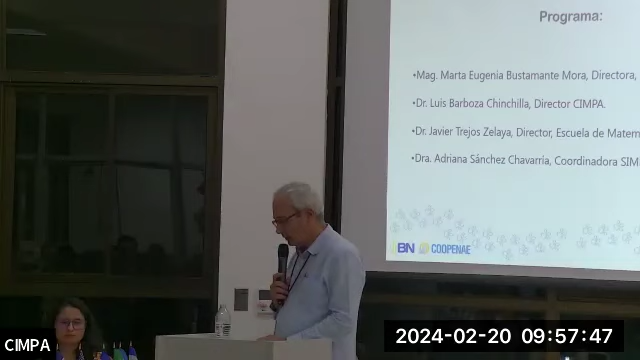 Programa:
•Mag. Marta Eugenia Bustamante Mora, Directora,
•Dr. Luis Barboza Chinchilla, Director CIMPA.
•Dr. Javier Trejos Zelaya, Director, Escuela de Matem
•Dra. Adriana Sánchez Chavarría, Coordinadora SIM
BN COOPENAE
CIMPA
2024-02-20 09:57:47